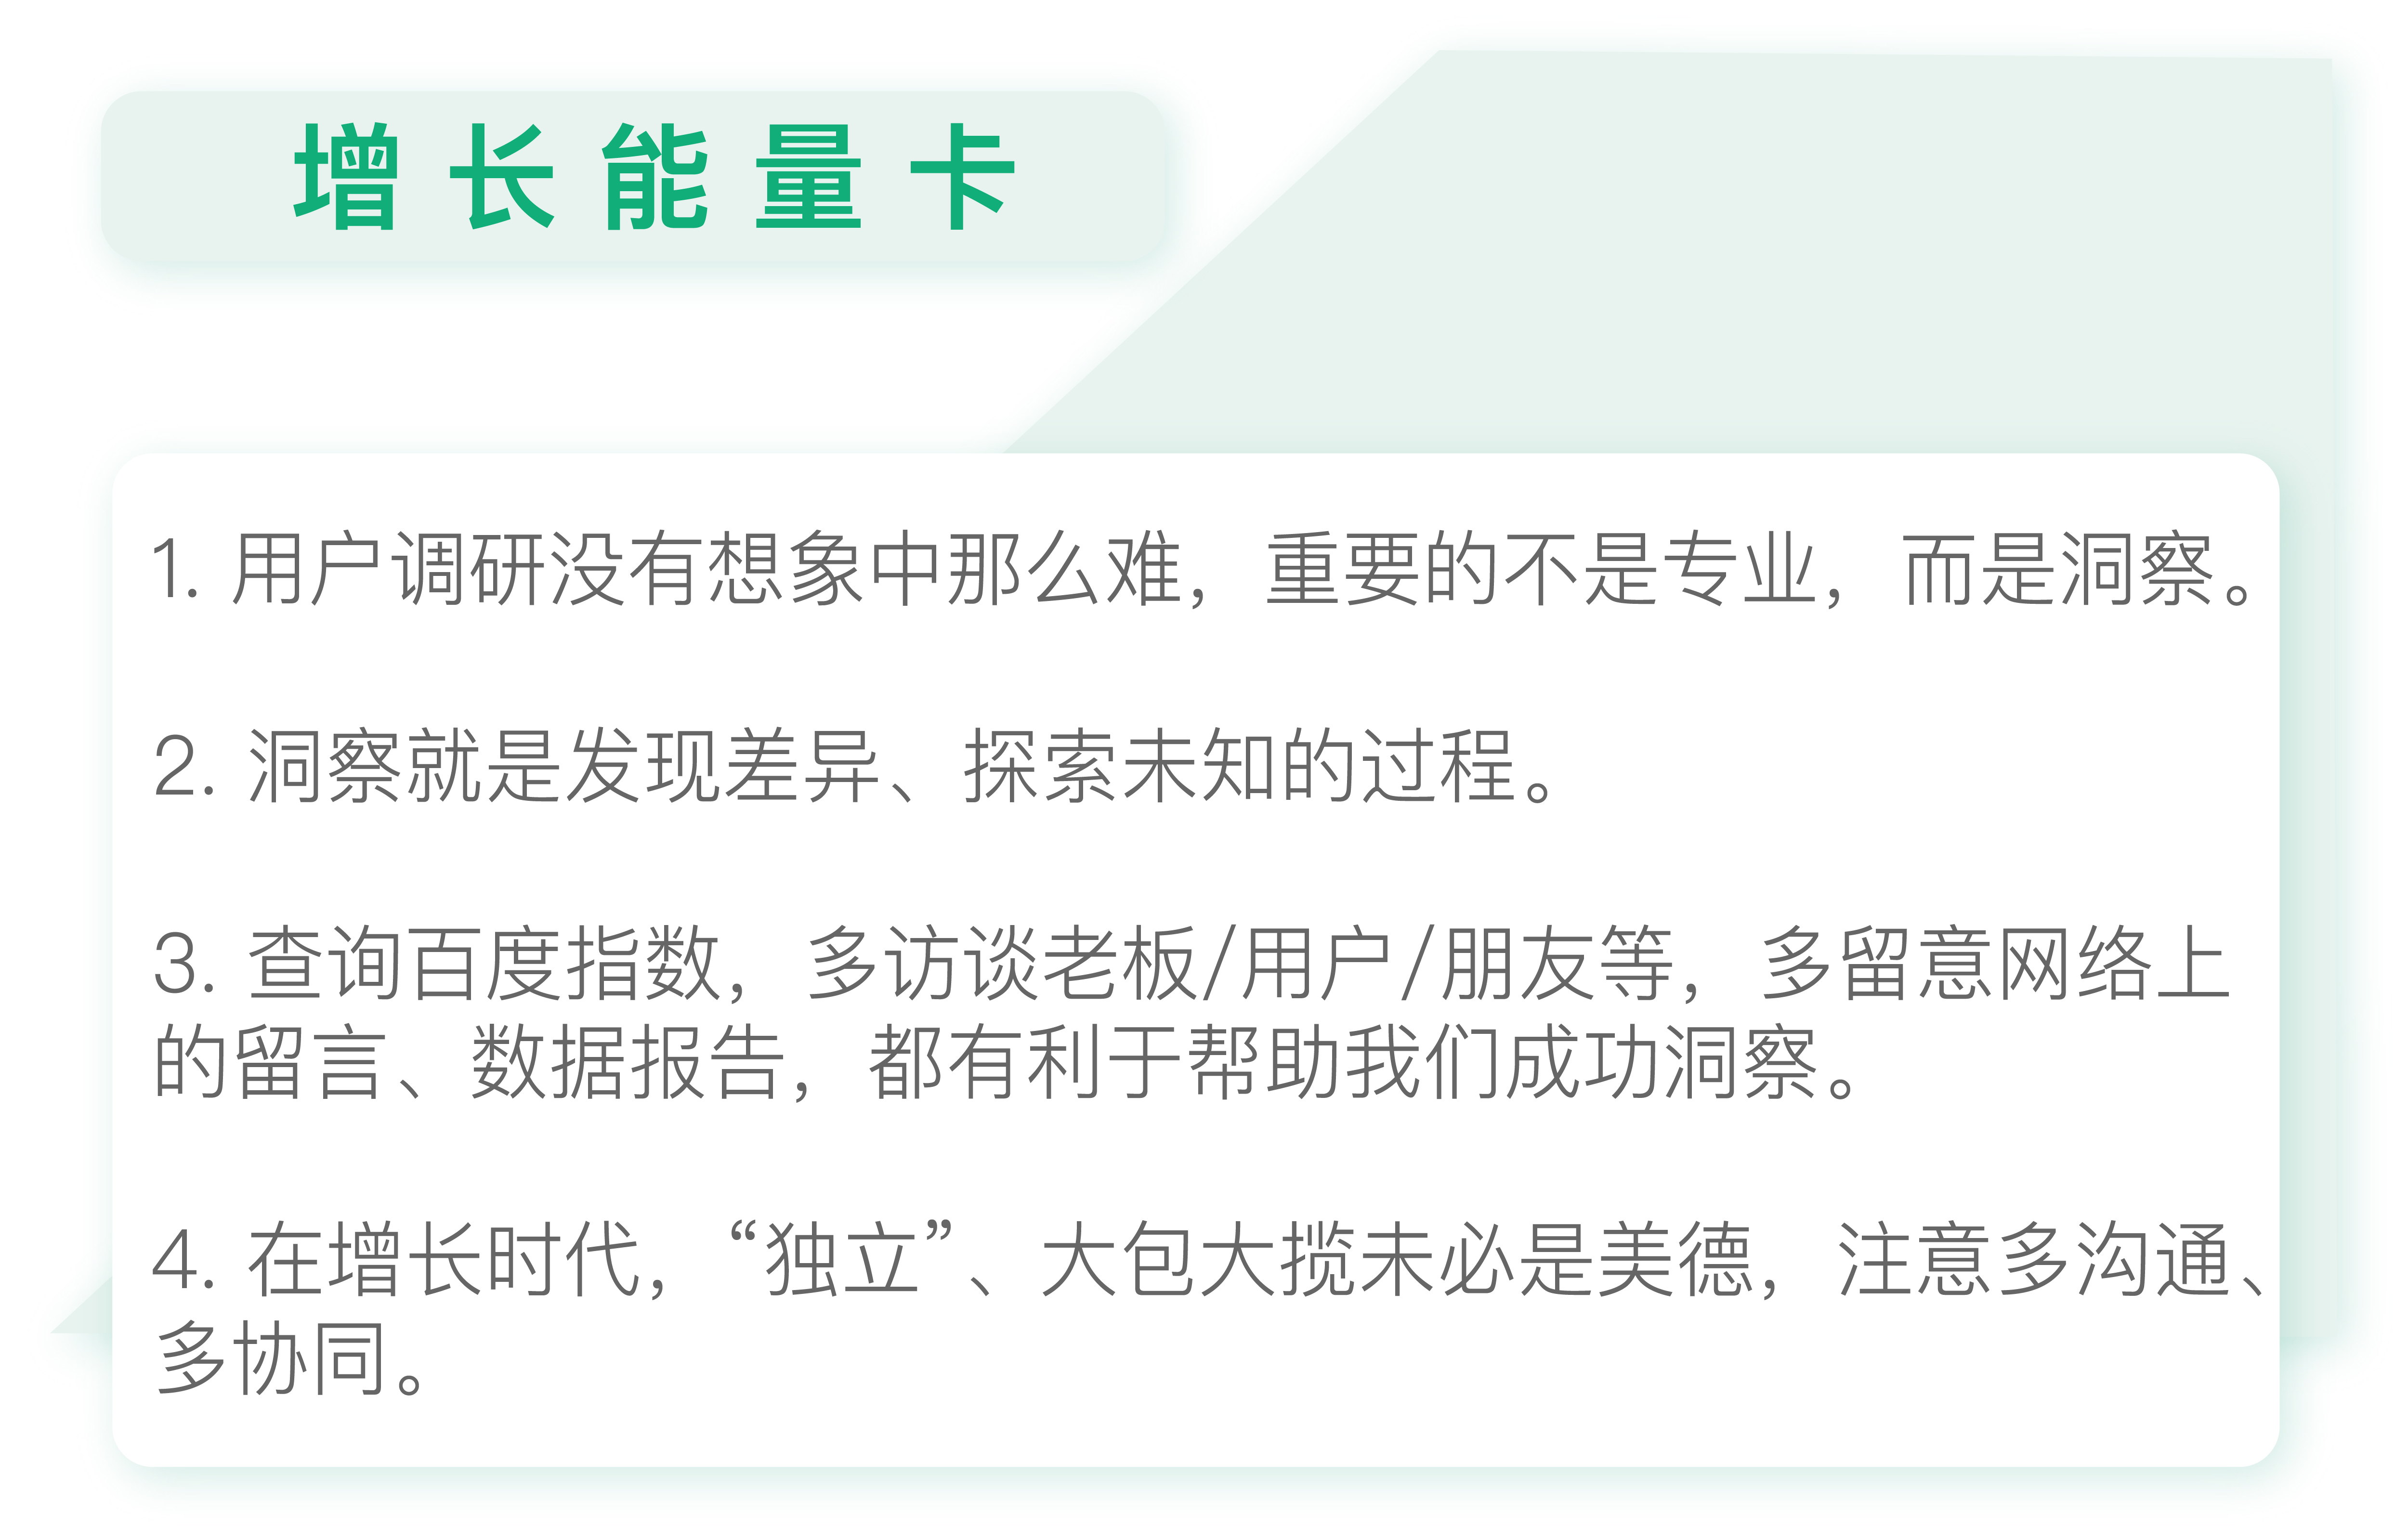 增长能量卡
1. 用户调研没有想象中那么难，重要的不是专业，而是洞察。
2. 洞察就是发现差异、探索未知的过程。
3. 查询百度指数，多访谈老板/用户/朋友等，多留意网络上
的留言、数据报告，都有利于帮助我们成功洞察。
4. 在增长时代，“独立”、大包大揽未必是美德，注意多沟通、
多协同。